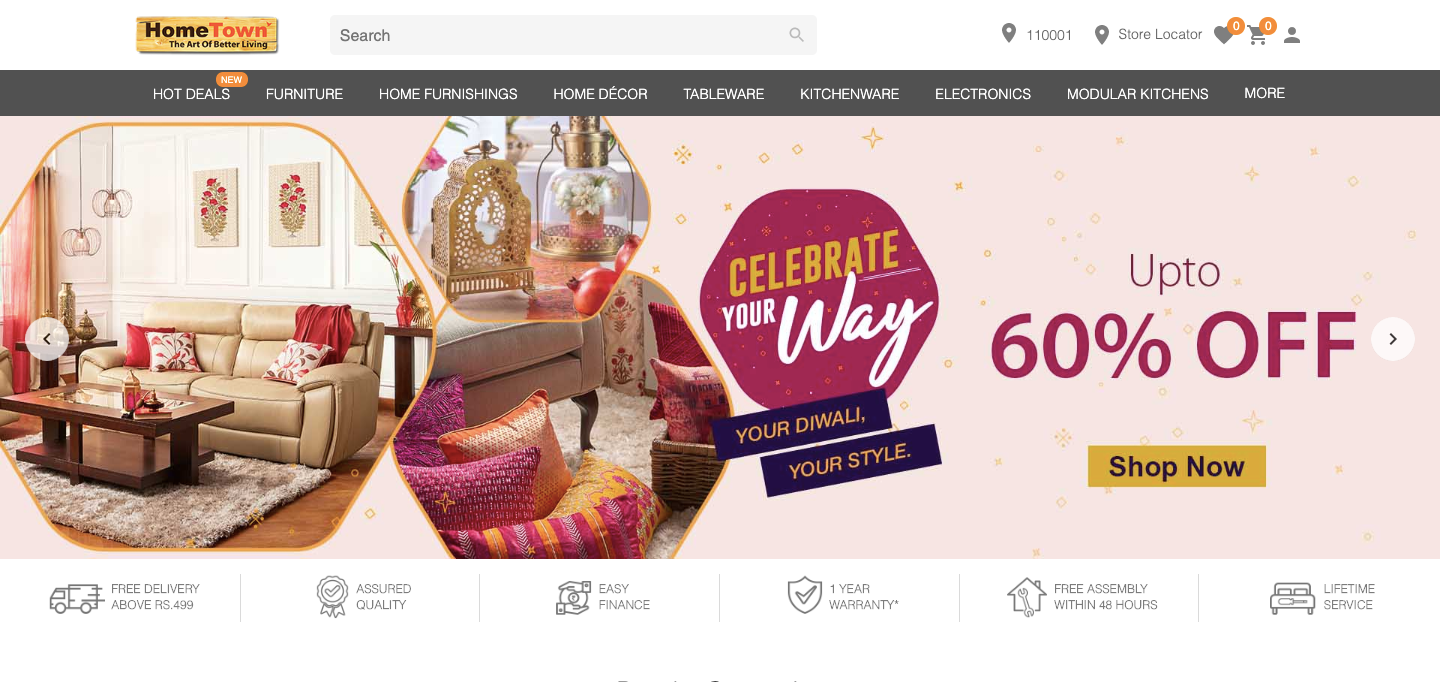 HomeTown
The Art Of Better Living
Search
110001
Store Locator
0
0
NEW
HOT DEALS
FURNITURE
HOME FURNISHINGS
HOME DÉCOR
TABLEWARE
KITCHENWARE
ELECTRONICS
MODULAR KITCHENS
MORE
CELEBRATE
YOUR Way
YOUR DIWALI,
YOUR STYLE.
Upto
60% OFF
Shop Now
FREE DELIVERY
ABOVE RS.499
ASSURED
QUALITY
EASY
FINANCE
1 YEAR
WARRANTY*
FREE ASSEMBLY
WITHIN 48 HOURS
LIFETIME
SERVICE